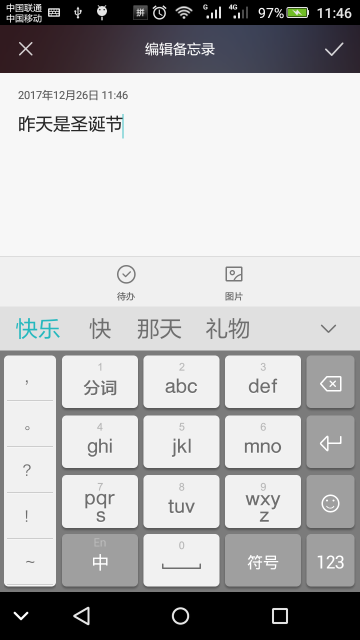 中国联通
中国移动
拼
G
4G
97%
11:46
编辑备忘录
2017年12月26日 11:46
昨天是圣诞节
待办
图片
快乐 快 那天 礼物
, 1 分词 2 abc 3 def
。 4 ghi 5 jkl 6 mno
? 7 pqrs 8 tuv 9 wxyz
!
~ En 中 0 符号 123